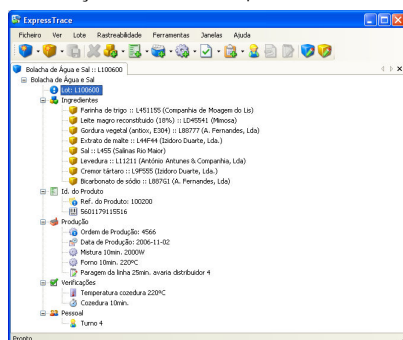 ExpressTrace
Ficheiro Ver Lote Rastreabilidade Ferramentas Janelas Ajuda
Bolacha de Água e Sal :: L100600
Bolacha de Água e Sal
Lot: L100600
Ingredientes
Farinha de trigo :: L451155 (Companhia de Moagem do Lis)
Leite magro reconstituído (18%) :: LD45541 (Mimosa)
Gordura vegetal (antiox, E304) :: L88777 (A. Fernandes, Lda)
Extrato de malte :: L44F44 (Izidoro Duarte, Lda.)
Sal :: L455 (Salinas Rio Maior)
Levedura :: L11211 (António Antunes & Companhia, Lda)
Cremor tártaro :: L9F555 (Izidoro Duarte, Lda.)
Bicarbonato de sódio :: L887G1 (A. Fernandes, Lda)
Id. do Produto
Ref. do Produto: 100200
5601179115516
Produção
Ordem de Produção: 4566
Data de Produção: 2006-11-02
Mistura 10min. 2000W
Forno 10min. 220ºC
Paragem da linha 25min. avaria distribuidor 4
Verificações
Temperatura cozedura 220ºC
Cozedura 10min.
Pessoal
Turno 4
Pronto